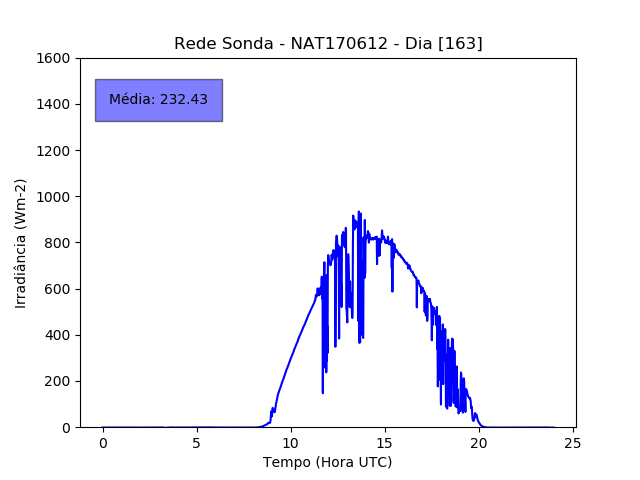 Rede Sonda - NAT170612 - Dia [163]
1600
1400
1200
1000
800
600
400
200
0
Média: 232.43
Irradiância (Wm-2)
0 5 10 15 20 25
Tempo (Hora UTC)